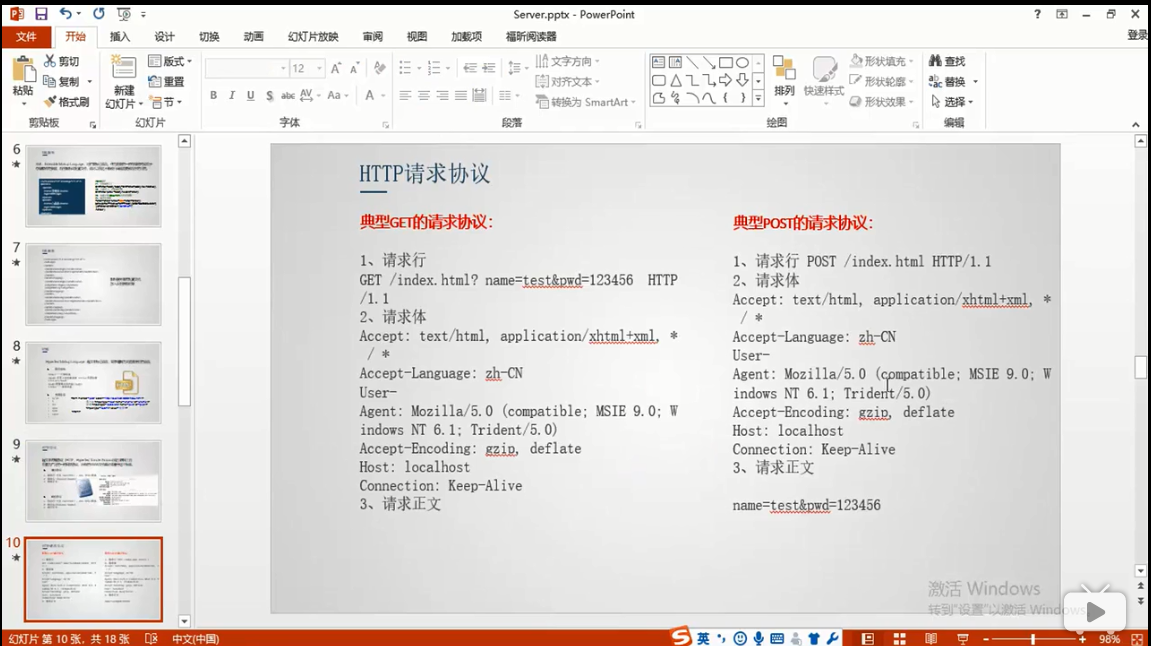 Server.pptx - PowerPoint
文件 开始 插入 设计 切换 动画 幻灯片放映 审阅 视图 加载项 福昕阅读器 登录
粘贴 剪切 复制 格式刷 剪贴板
新建 幻灯片 版式 重置 节 幻灯片
12
B I U S abc AV Aa A
字体
文字方向 对齐文本 转换为 SmartArt 段落
排列 快速样式 形状填充 形状轮廓 形状效果 绘图
查找 替换 选择 编辑
6
7
8
9
10
HTTP请求协议
典型GET的请求协议：
1、请求行
GET /index.html? name=test&pwd=123456 HTTP
/1.1
2、请求体
Accept: text/html, application/xhtml+xml, *
/ *
Accept-Language: zh-CN
User-
Agent: Mozilla/5.0 (compatible; MSIE 9.0; W
indows NT 6.1; Trident/5.0)
Accept-Encoding: gzip, deflate
Host: localhost
Connection: Keep-Alive
3、请求正文
典型POST的请求协议：
1、请求行 POST /index.html HTTP/1.1
2、请求体
Accept: text/html, application/xhtml+xml, *
/ *
Accept-Language: zh-CN
User-
Agent: Mozilla/5.0 (compatible; MSIE 9.0; W
indows NT 6.1; Trident/5.0)
Accept-Encoding: gzip, deflate
Host: localhost
Connection: Keep-Alive
3、请求正文
name=test&pwd=123456
激活 Windows
转到"设置"以激活 Windows
幻灯片 第 10 张，共 18 张 中文(中国) 英 98%